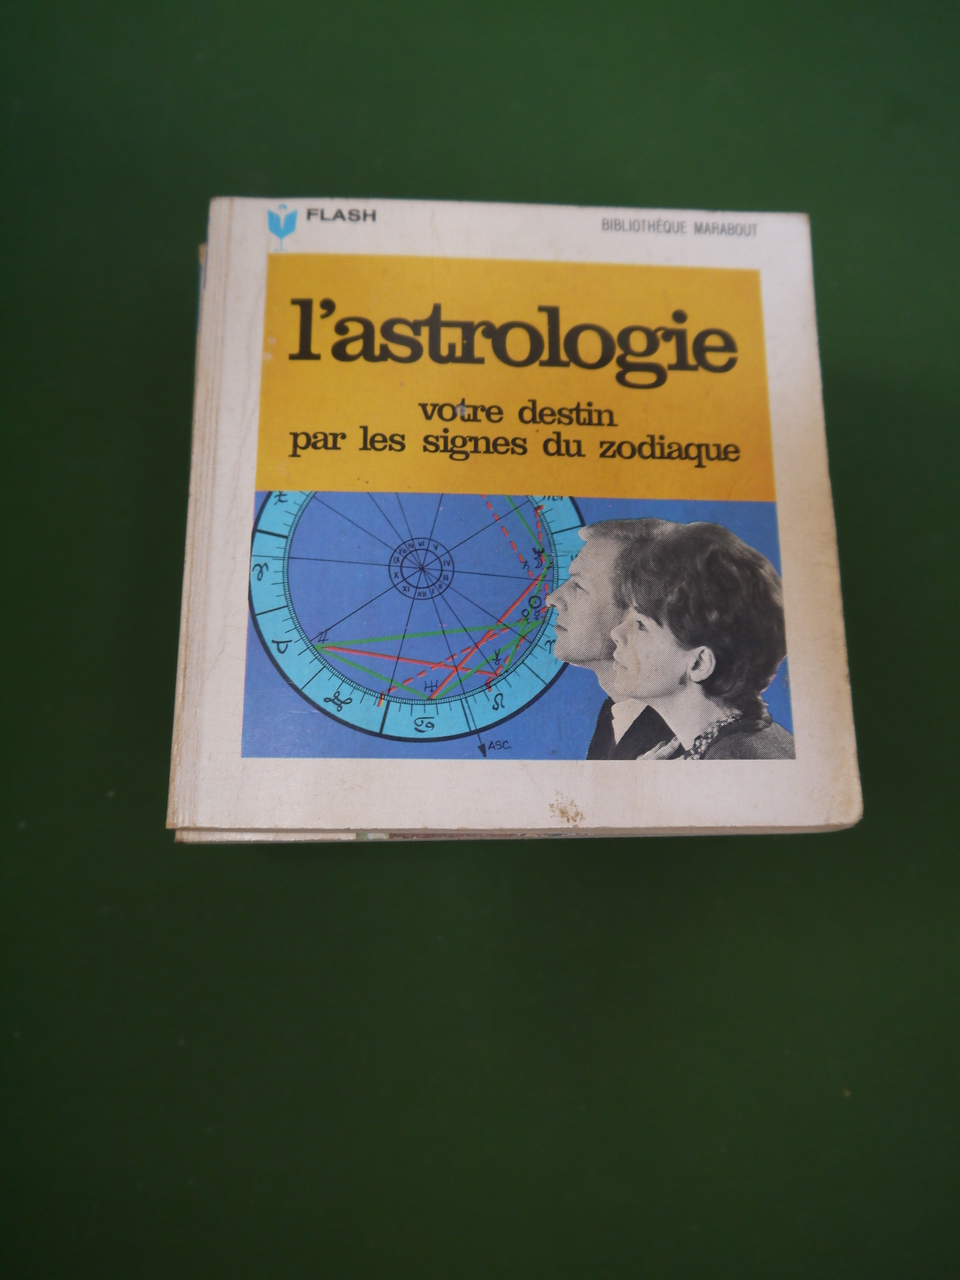 FLASH
BIBLIOTHÈQUE MARABOUT
l'astrologie
votre destin
par les signes du zodiaque
ASC.